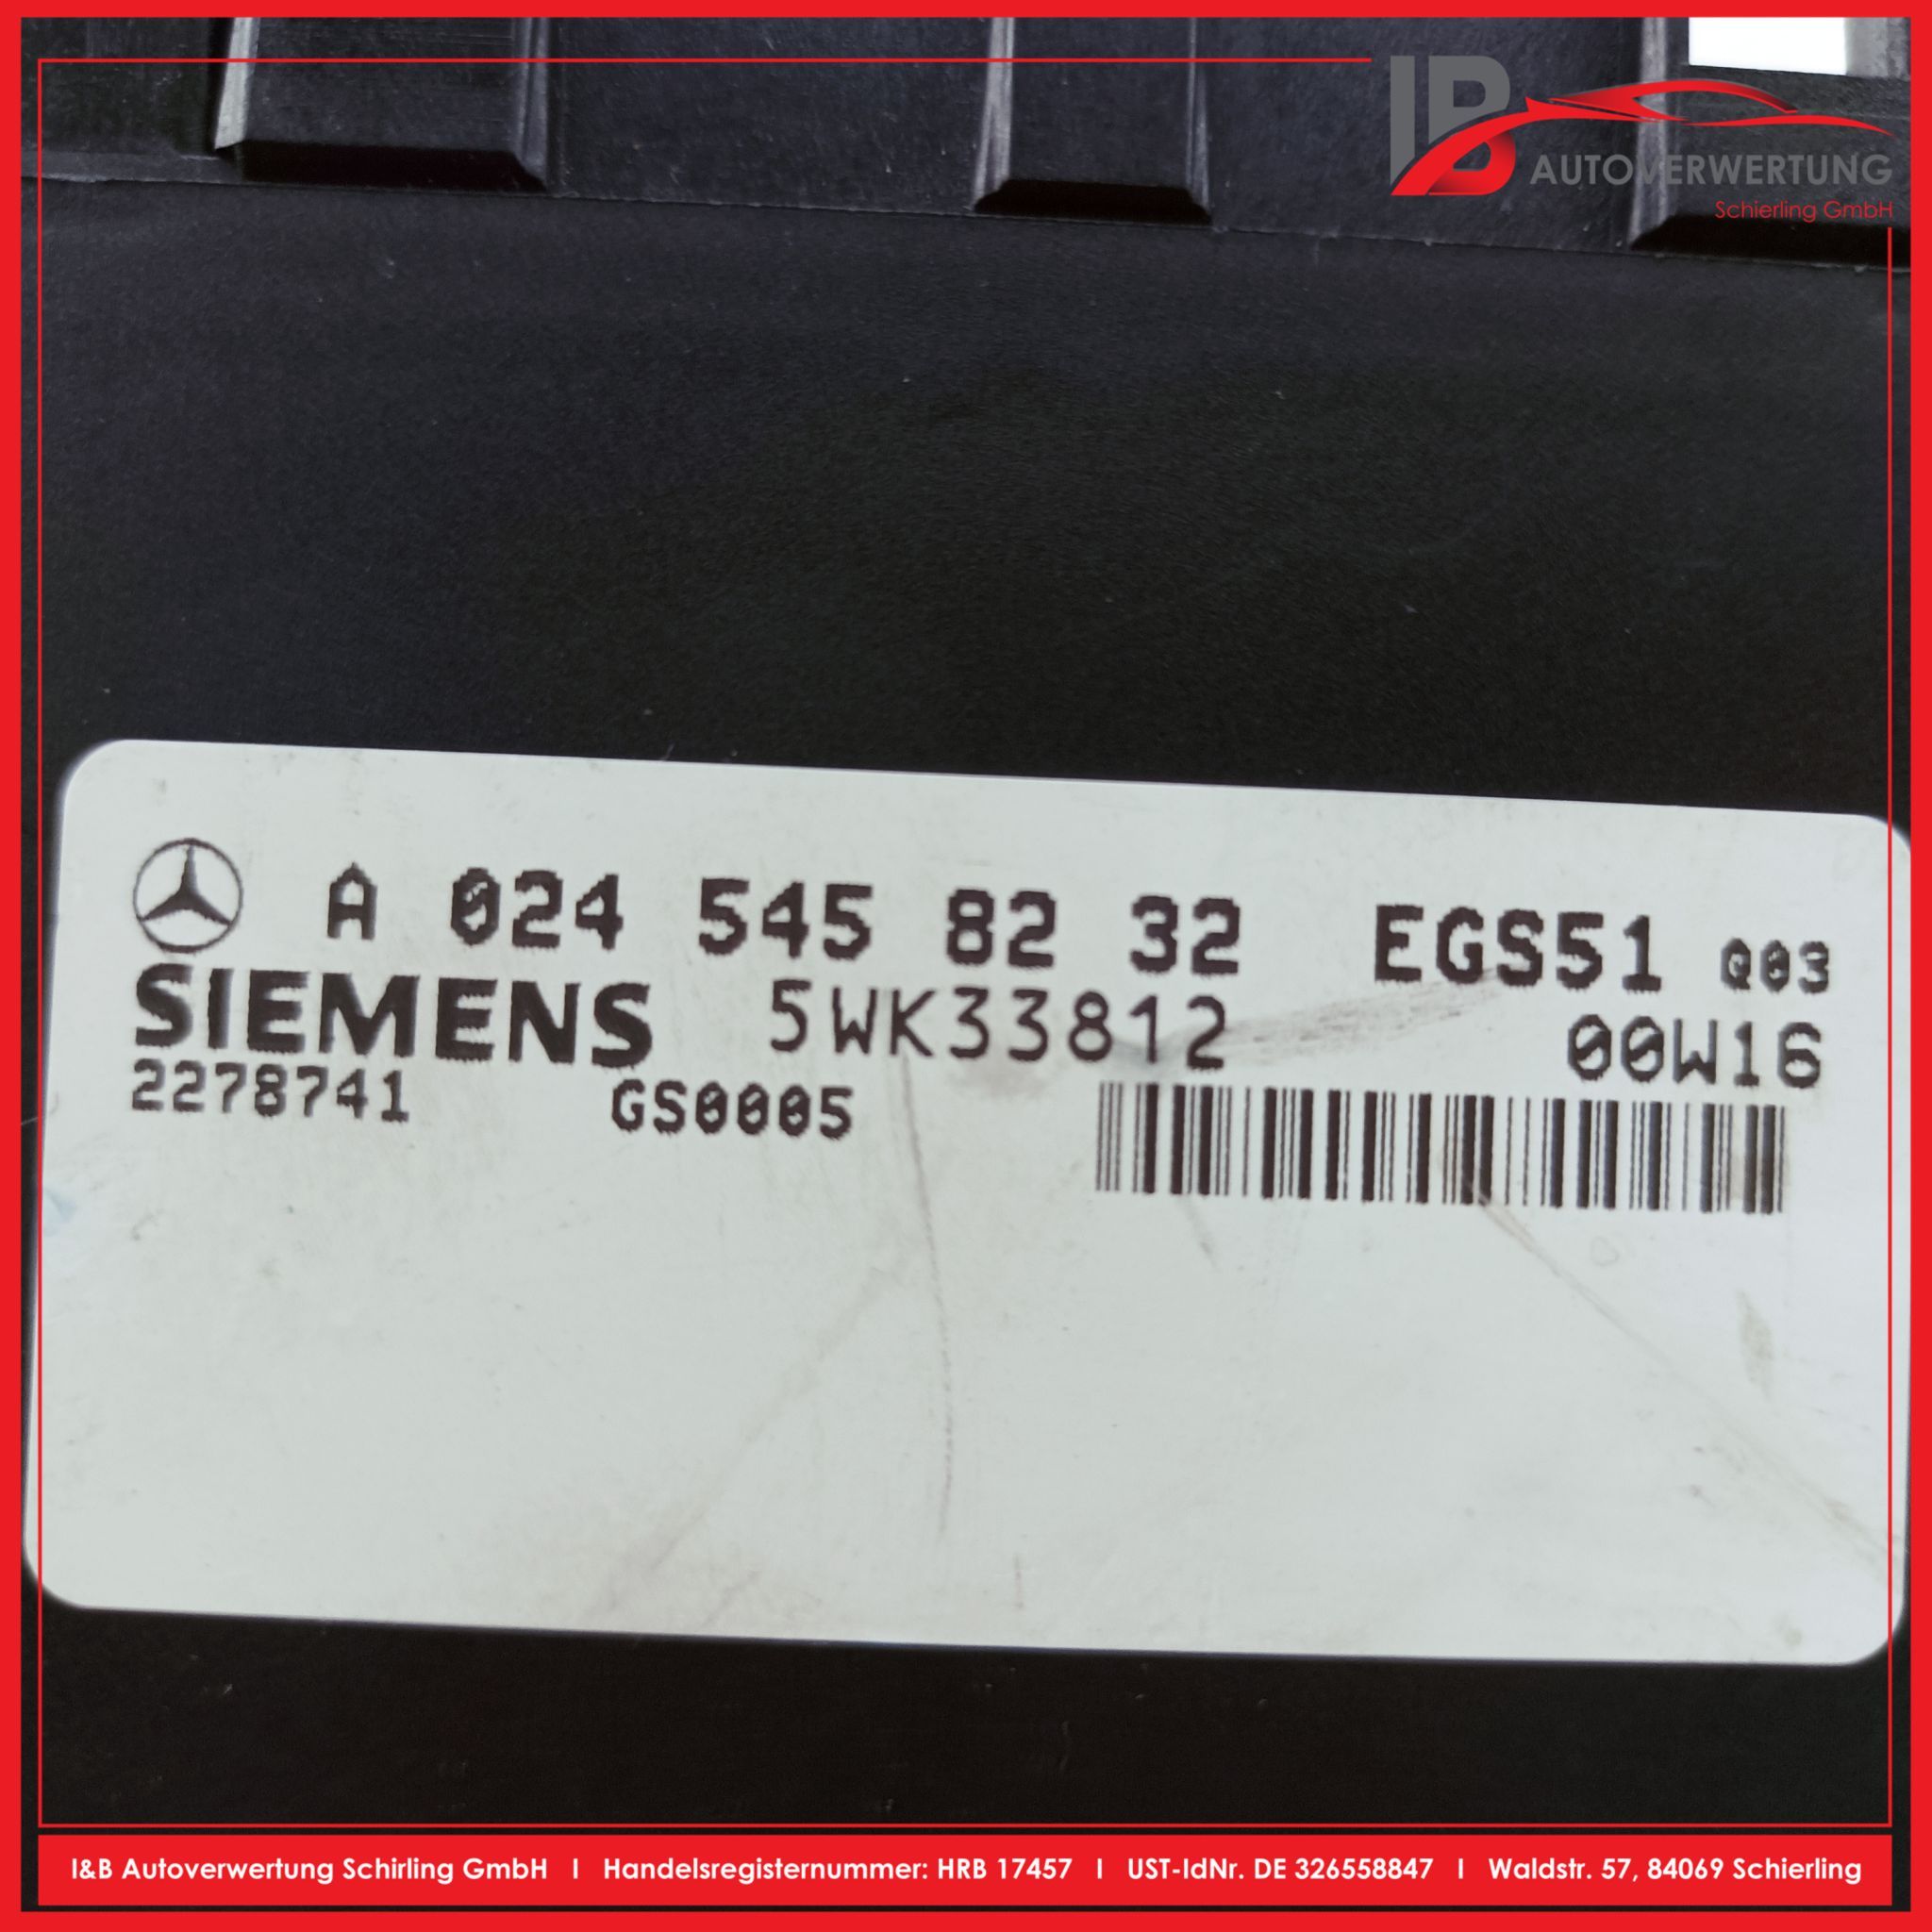 IB
AUTOVERWERTUNG
Schierling GmbH
A 024 545 82 32 EGS51 Q03
SIEMENS 5WK33812 00W16
2278741 GS0005
I&B Autoverwertung Schirling GmbH I Handelsregisternummer: HRB 17457 I UST-IdNr. DE 326558847 I Waldstr. 57, 84069 Schierling